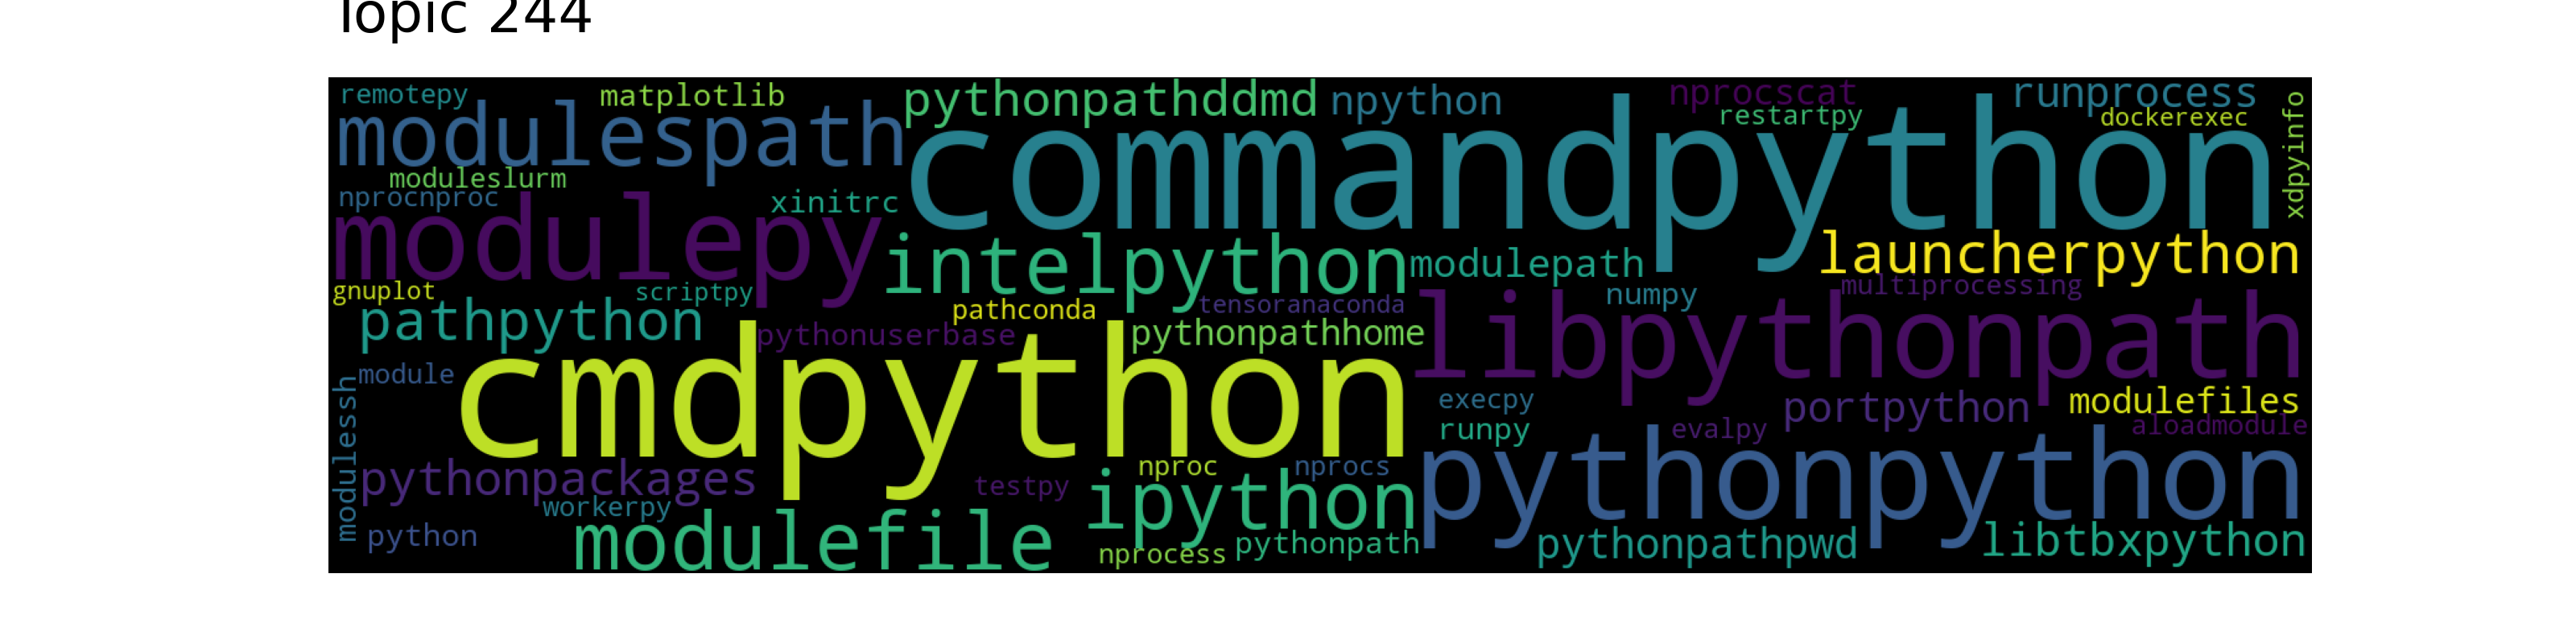 Topic 244
remotepy
matplotlib
pythonpathddmd
npython
nprocscat
runprocess
restartpy
dockerexec
xdpyinfo
modulespath
commandpython
moduleslurm
nprocnproc
xinitrc
modulepy
intelpython
modulepath
launcherpython
gnuplot
scriptpy
pathconda
tensoranaconda
numpy
multiprocessing
pathpython
pythonuserbase
pythonpathhome
libpythonpath
module
cmdpython
modulessh
execpy
portpython
modulefiles
runpy
evalpy
aloadmodule
pythonpackages
testpy
nproc
nprocs
ipython
pythonpython
workerpy
python
modulefile
nprocess
pythonpath
pythonpathpwd
libtbxpython